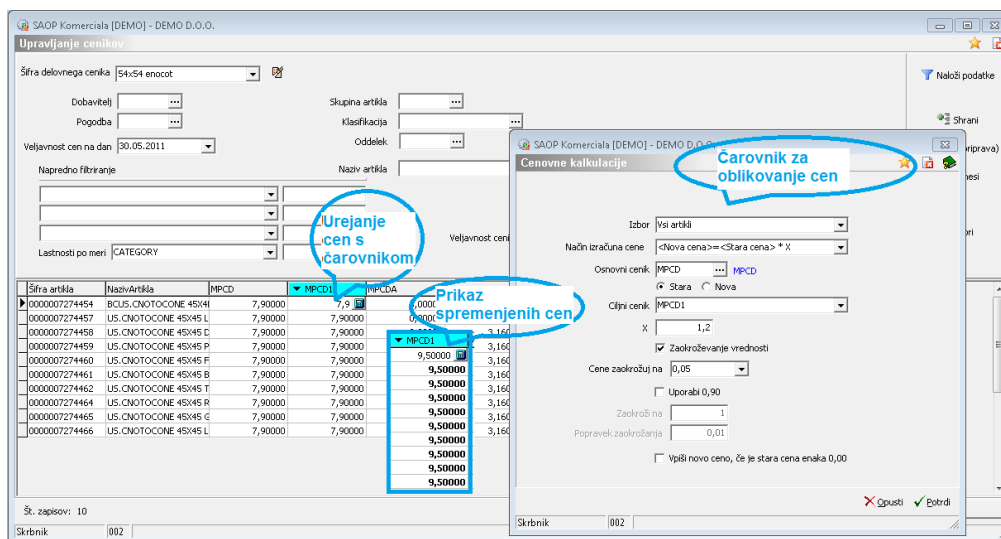 SAOP Komerciala [DEMO] - DEMO D.O.O.
Upravljanje cenikov
Šifra delovnega cenika 54x54 enocot
Naloži podatke
Dobavitelj
Skupina artikla
Pogodba
Klasifikacija
Shrani
Veljavnost cen na dan 30.05.2011
Oddelek
Napredno filtriranje
Naziv artikla
Lastnosti po meri CATEGORY
Urejanje
cen s
čarovnikom
Šifra artikla NazivArtikla MPCD MPCD1 MPCDA
0000007274454 BCUS.CNOTOCONE 45X4 7,90000 7,9
0000007274457 US.CNOTOCONE 45X45 L 7,90000 7,90000
0000007274458 US.CNOTOCONE 45X45 D 7,90000 7,90000 3,160
0000007274459 US.CNOTOCONE 45X45 P 7,90000 7,90000 3,160
0000007274460 US.CNOTOCONE 45X45 F 7,90000 7,90000 3,160
0000007274461 US.CNOTOCONE 45X45 B 7,90000 7,90000 3,160
0000007274462 US.CNOTOCONE 45X45 T 7,90000 7,90000 3,160
0000007274464 US.CNOTOCONE 45X45 R 7,90000 7,90000 3,160
0000007274465 US.CNOTOCONE 45X45 G 7,90000 7,90000 3,160
0000007274466 US.CNOTOCONE 45X45 L 7,90000 7,90000 3,160
Prikaz
spremenjenih cen
MPCD1
9,50000
9,50000
9,50000
9,50000
9,50000
9,50000
9,50000
9,50000
9,50000
9,50000
Št. zapisov: 10
Skrbnik 002
SAOP Komerciala [DEMO] - DEMO D.O.O.
Cenovne kalkulacije
Čarovnik za
oblikovanje cen
Izbor Vsi artikli
Način izračuna cene <Nova cena>=<Stara cena> * X
Osnovni cenik MPCD MPCD
Stara Nova
Ciljni cenik MPCD1
X 1,2
Zaokroževanje vrednosti
Cene zaokrožuj na 0,05
Uporabi 0,90
Zaokroži na 1
Popravek zaokrožanja 0,01
Vpiši novo ceno, če je stara cena enaka 0,00
Opusti Potrdi
Skrbnik 002